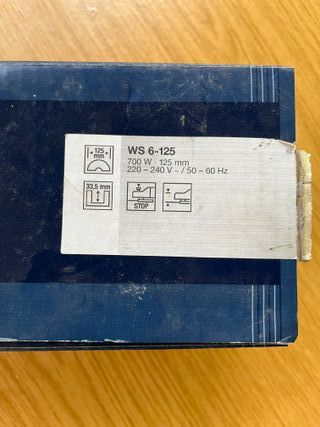 125
mm
WS 6-125
700 W · 125 mm
220 – 240 V ~ / 50 – 60 Hz
33,5 mm
STOP